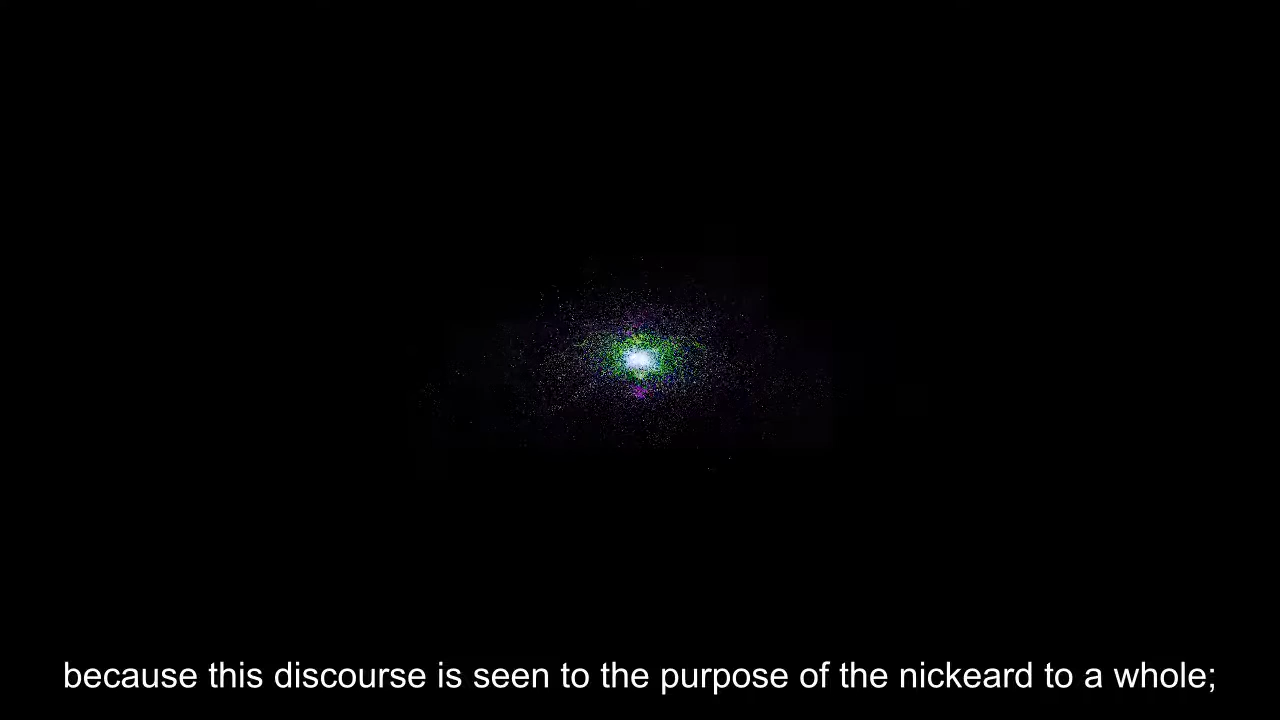 because this discourse is seen to the purpose of the nickeard to a whole;